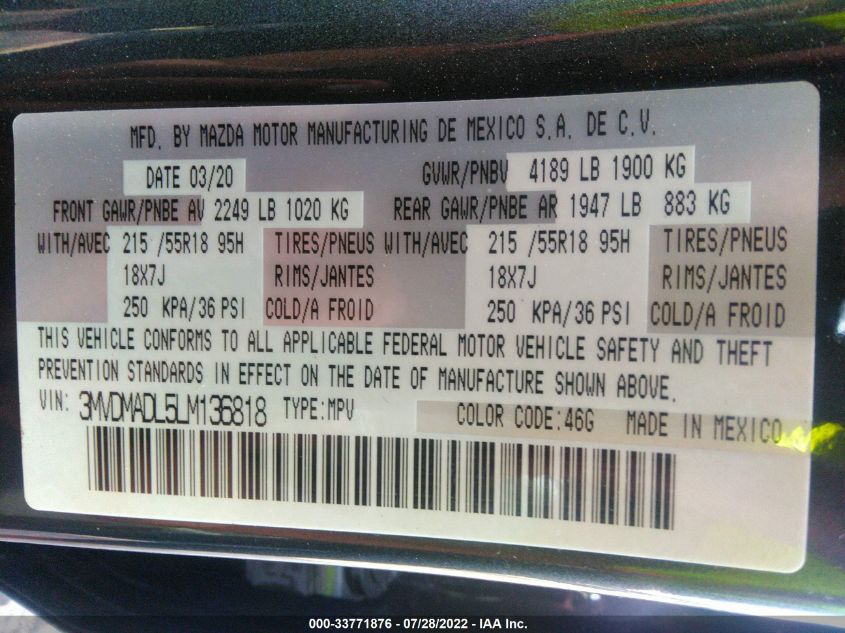 MFD. BY MAZDA MOTOR MANUFACTURING DE MEXICO S.A. DE C.V.
DATE 03/20 GVWR/PNBV 4189 LB 1900 KG
FRONT GAWR/PNBE AV 2249 LB 1020 KG REAR GAWR/PNBE AR 1947 LB 883 KG
WITH/AVEC 215 /55R18 95H TIRES/PNEUS WITH/AVEC 215 /55R18 95H TIRES/PNEUS
18X7J RIMS/JANTES 18X7J RIMS/JANTES
250 KPA/36 PSI COLD/A FROID 250 KPA/36 PSI COLD/A FROID
THIS VEHICLE CONFORMS TO ALL APPLICABLE FEDERAL MOTOR VEHICLE SAFETY AND THEFT
PREVENTION STANDARDS IN EFFECT ON THE DATE OF MANUFACTURE SHOWN ABOVE.
VIN: 3MVDMADL5LM136818 TYPE:MPV COLOR CODE:46G MADE IN MEXICO
000-33771876 / 07/28/2022 / IAA Inc.